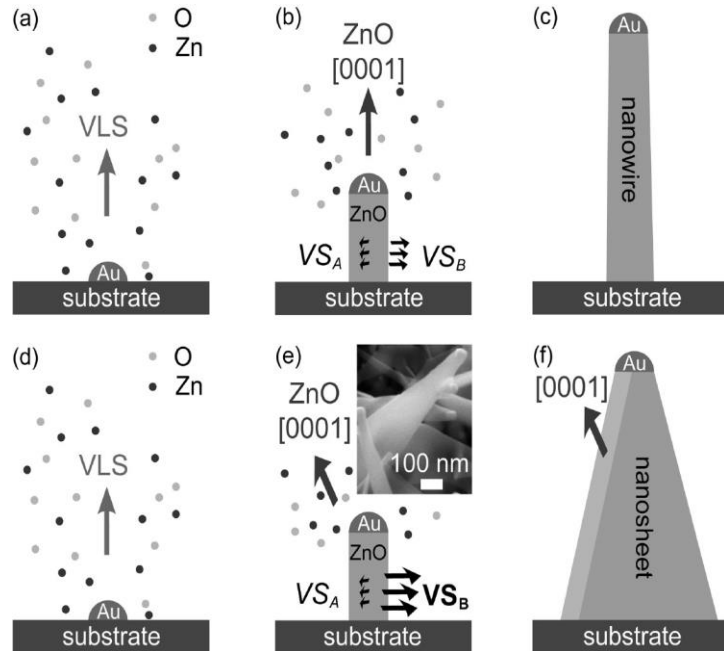 (a)
O
Zn
VLS
Au
substrate
(b)
ZnO
[0001]
Au
ZnO
VSA
VSB
substrate
(c)
Au
nanowire
substrate
(d)
O
Zn
VLS
Au
substrate
(e)
ZnO
[0001]
100 nm
Au
ZnO
VSA
VSB
substrate
(f)
Au
[0001]
nanosheet
substrate